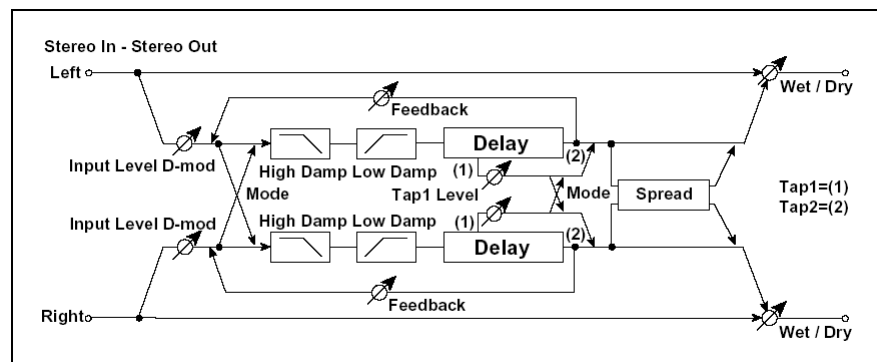 Stereo In - Stereo Out
Left
Wet / Dry
Feedback
Input Level D-mod
High Damp Low Damp
Delay
(1)
(2)
Mode
Tap1 Level
Mode
Spread
Tap1=(1)
Tap2=(2)
Input Level D-mod
High Damp Low Damp
(1)
Delay
(2)
Feedback
Right
Wet / Dry